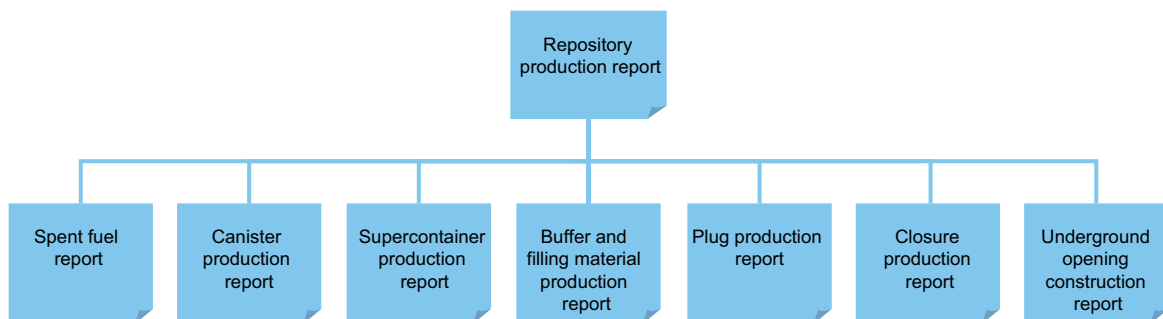 Repository
production report
Spent fuel
report
Canister
production
report
Supercontainer
production
report
Buffer and
filling material
production
report
Plug production
report
Closure
production
report
Underground
opening
construction
report